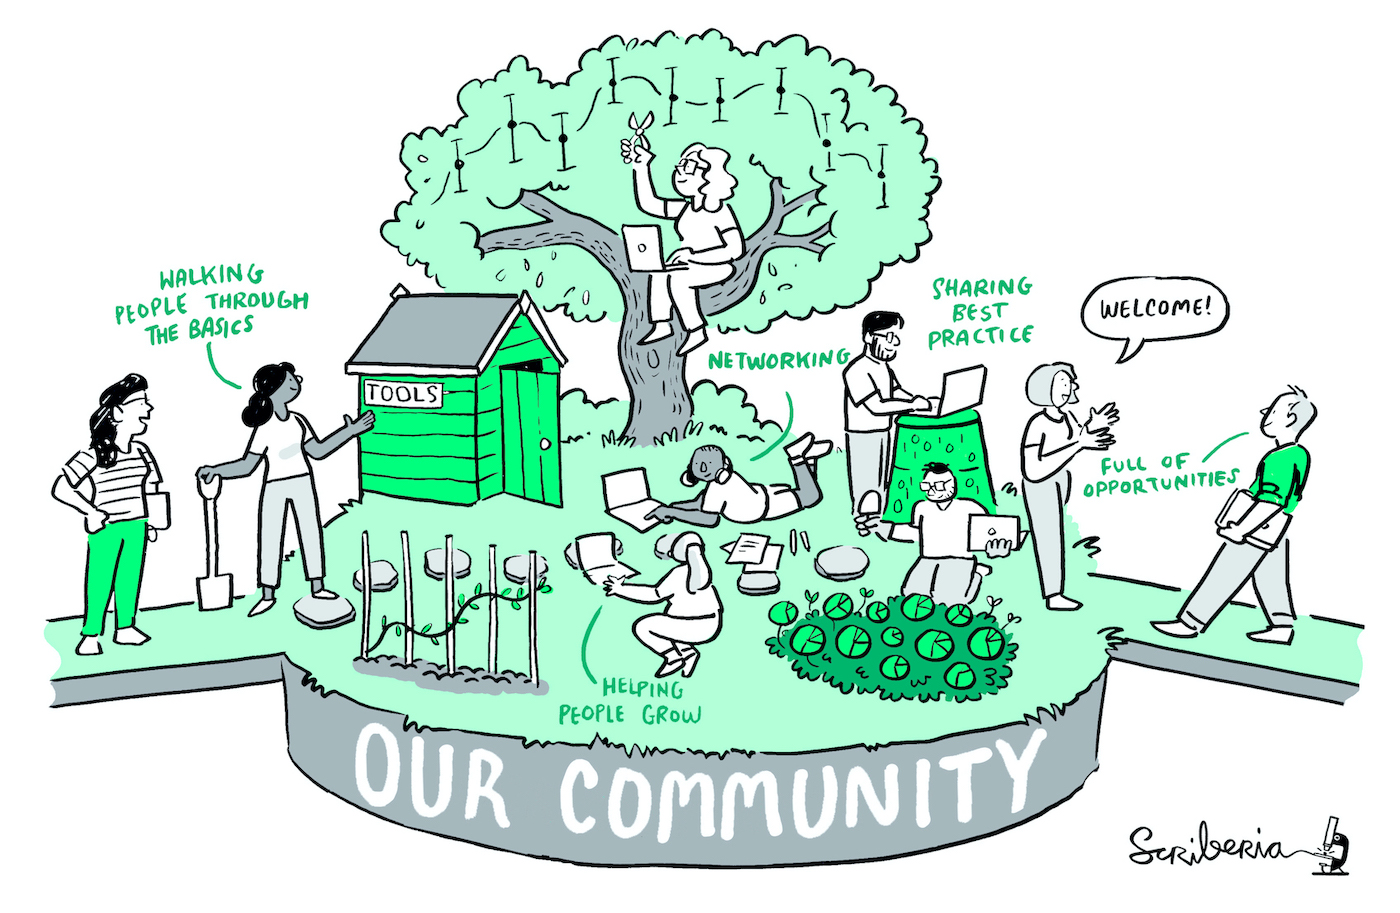 WALKING
PEOPLE THROUGH
THE BASICS
TOOLS
NETWORKING
SHARING
BEST
PRACTICE
WELCOME!
FULL OF
OPPORTUNITIES
HELPING
PEOPLE GROW
OUR COMMUNITY
Scriberia